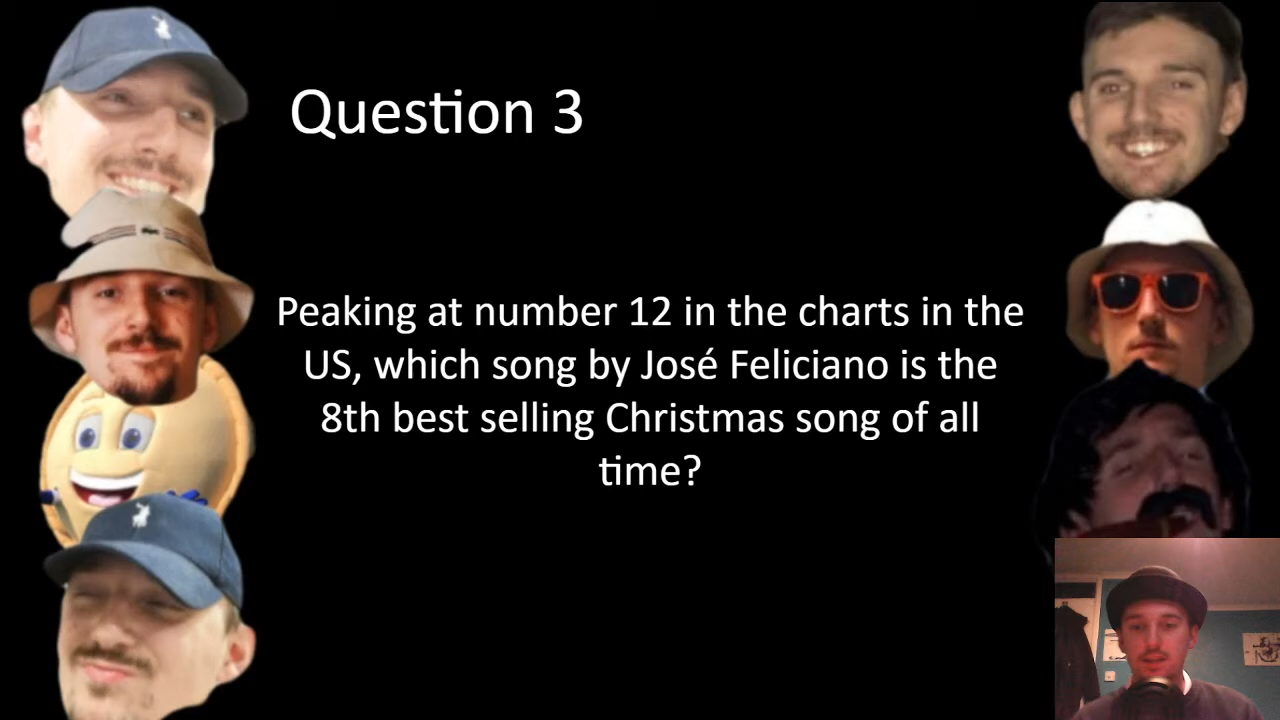 Question 3
Peaking at number 12 in the charts in the
US, which song by José Feliciano is the
8th best selling Christmas song of all
time?